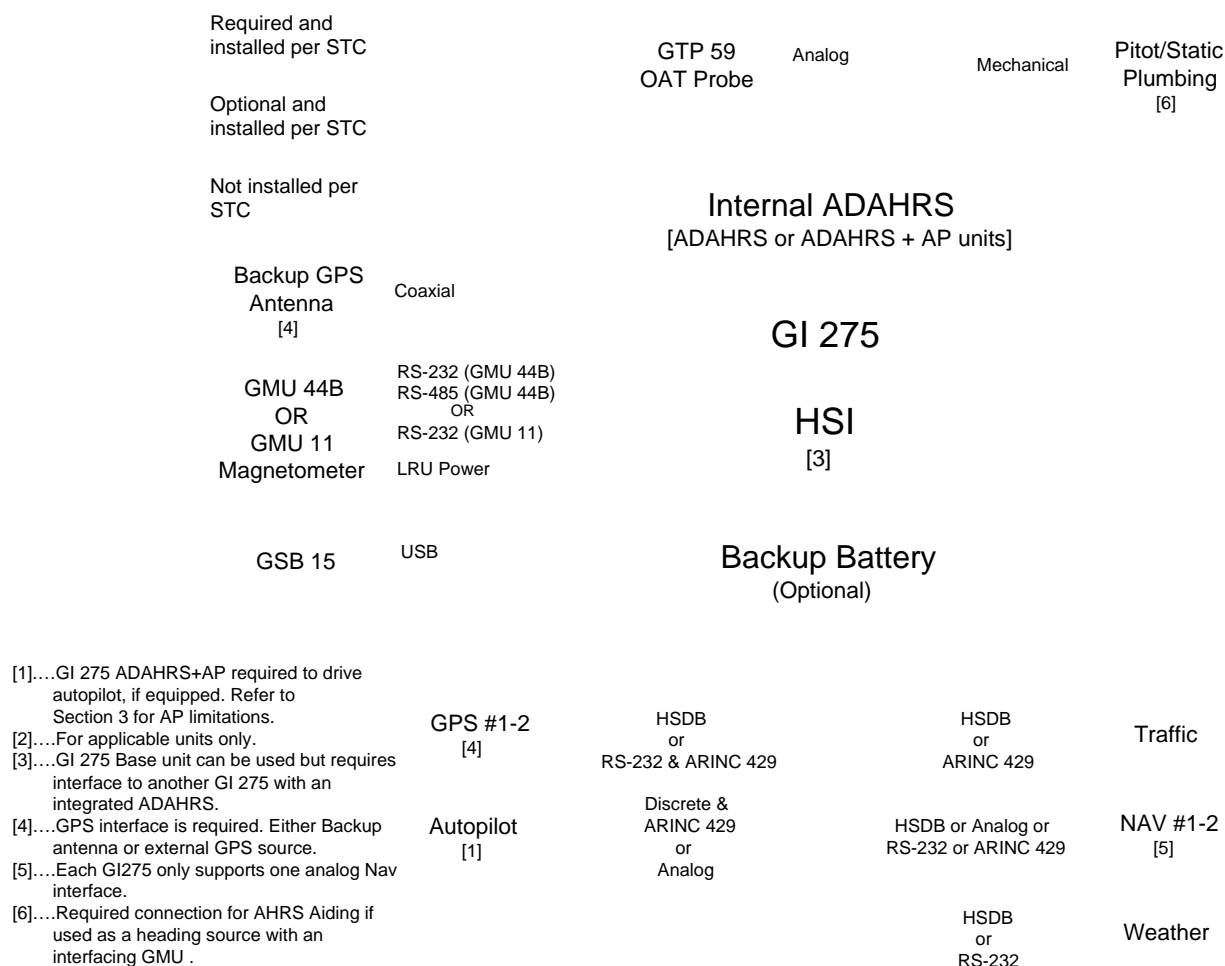 Required and
installed per STC
Optional and
installed per STC
Not installed per
STC
GTP 59
OAT Probe
Analog
Mechanical
Pitot/Static
Plumbing
[6]
Internal ADAHRS
[ADAHRS or ADAHRS + AP units]
Backup GPS
Antenna
[4]
Coaxial
GI 275
GMU 44B
OR
GMU 11
Magnetometer
RS-232 (GMU 44B)
RS-485 (GMU 44B)
OR
RS-232 (GMU 11)
LRU Power
HSI
[3]
GSB 15
USB
Backup Battery
(Optional)
[1]....GI 275 ADAHRS+AP required to drive
autopilot, if equipped. Refer to
Section 3 for AP limitations.
[2]....For applicable units only.
[3]....GI 275 Base unit can be used but requires
interface to another GI 275 with an
integrated ADAHRS.
[4]....GPS interface is required. Either Backup
antenna or external GPS source.
[5]....Each GI275 only supports one analog Nav
interface.
[6]....Required connection for AHRS Aiding if
used as a heading source with an
interfacing GMU .
GPS #1-2
[4]
HSDB
or
RS-232 & ARINC 429
HSDB
or
ARINC 429
Traffic
Autopilot
[1]
Discrete &
ARINC 429
or
Analog
HSDB or Analog or
RS-232 or ARINC 429
NAV #1-2
[5]
HSDB
or
RS-232
Weather